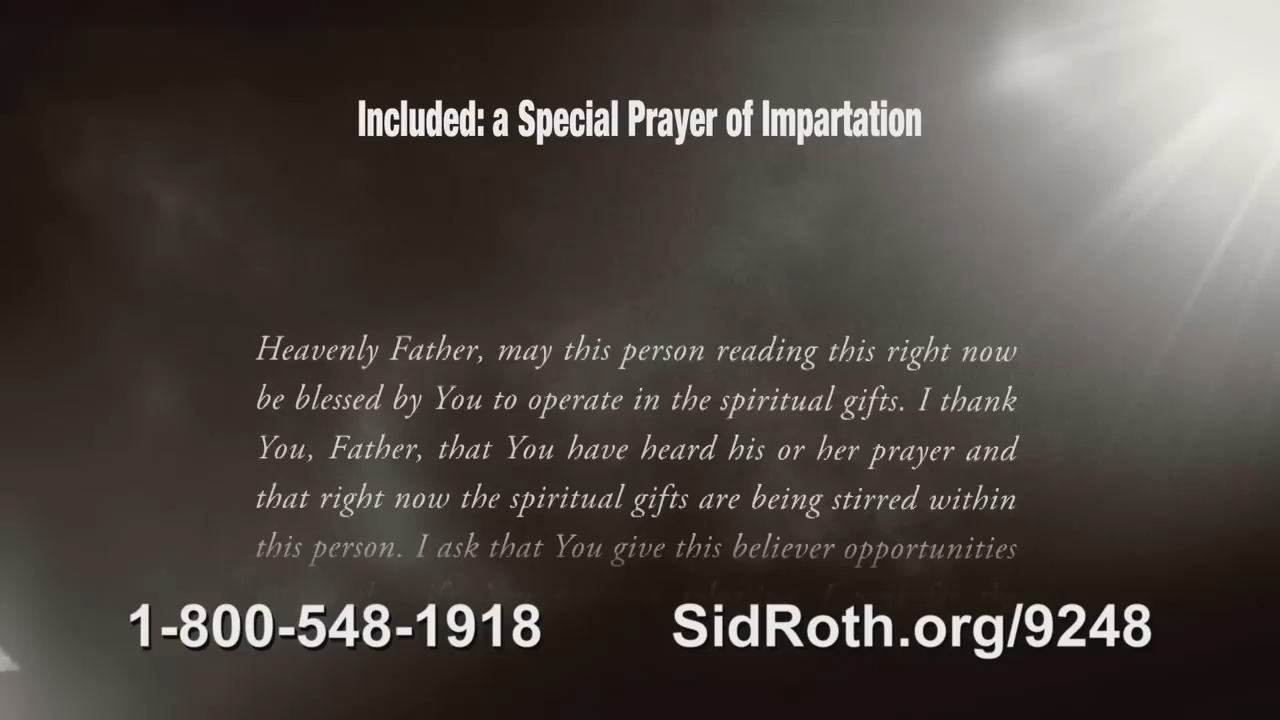 Included: a Special Prayer of Impartation
Heavenly Father, may this person reading this right now
be blessed by You to operate in the spiritual gifts. I thank
You, Father, that You have heard his or her prayer and
that right now the spiritual gifts are being stirred within
this person. I ask that You give this believer opportunities
1-800-548-1918
SidRoth.org/9248